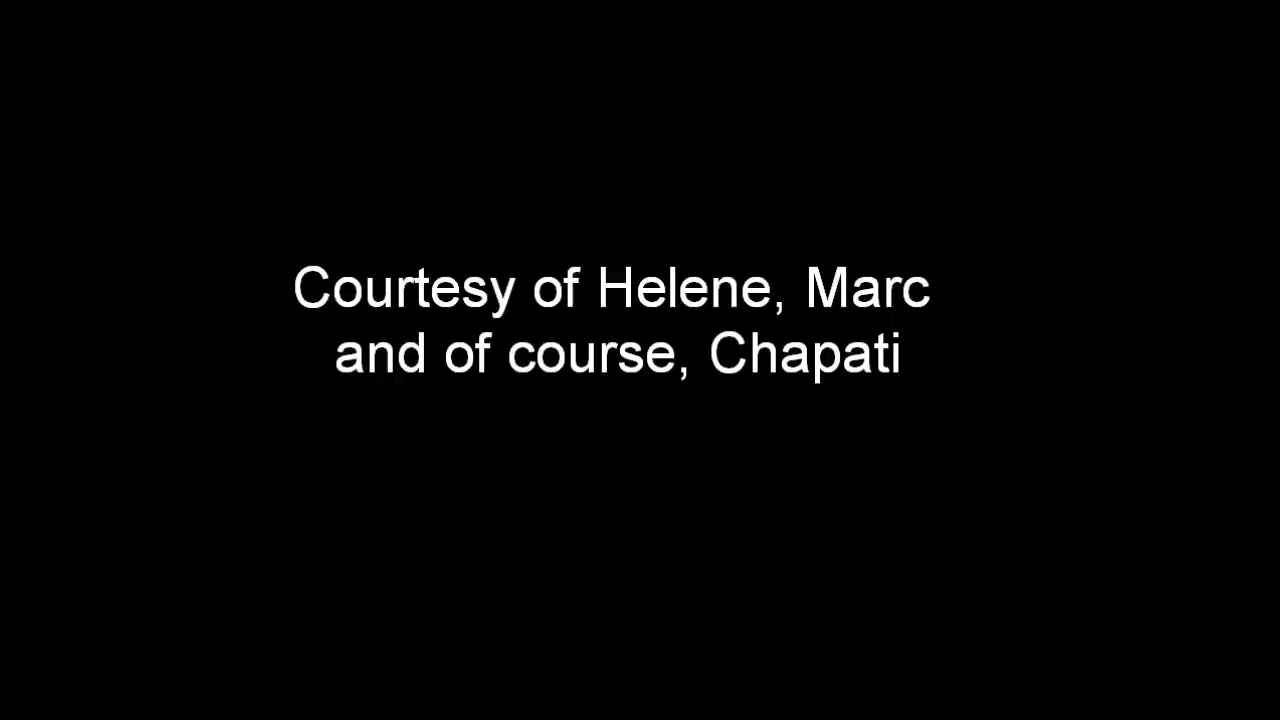 Courtesy of Helene, Marc
and of course, Chapati